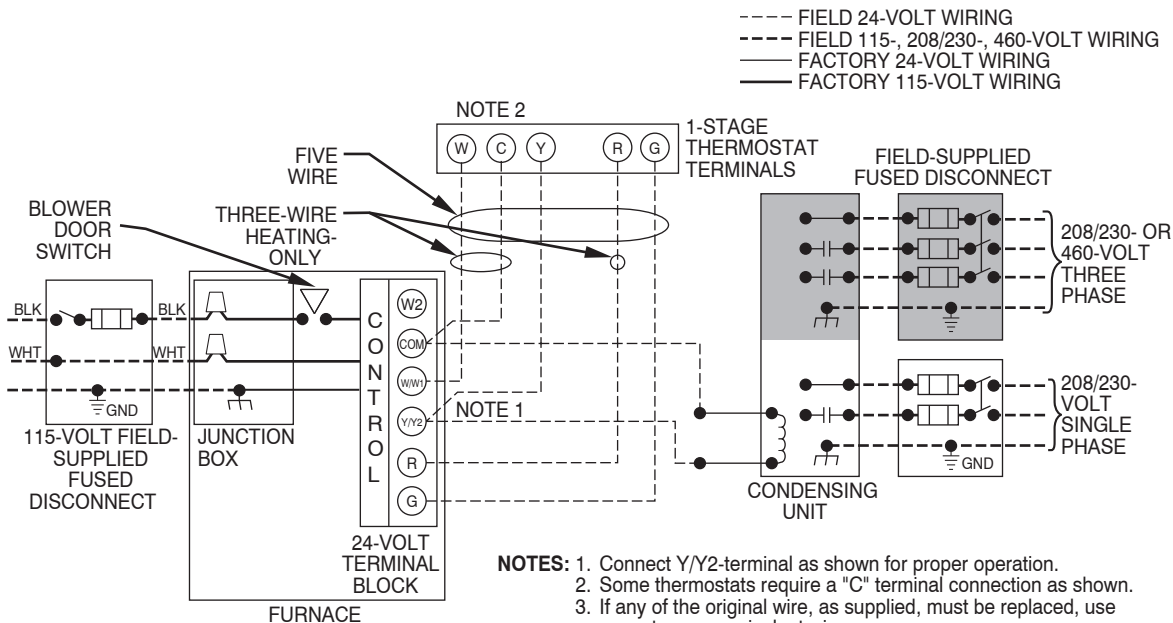 FIELD 24-VOLT WIRING
FIELD 115-, 208/230-, 460-VOLT WIRING
FACTORY 24-VOLT WIRING
FACTORY 115-VOLT WIRING
NOTE 2
W C Y R G
1-STAGE
THERMOSTAT
TERMINALS
FIVE
WIRE
THREE-WIRE
HEATING-
ONLY
BLOWER
DOOR
SWITCH
FIELD-SUPPLIED
FUSED DISCONNECT
208/230- OR
460-VOLT
THREE
PHASE
BLK
BLK
WHT
WHT
GND
115-VOLT FIELD-
SUPPLIED
FUSED
DISCONNECT
JUNCTION
BOX
CONTROL
W2
COM
W/W1
Y/Y2
R
G
NOTE 1
24-VOLT
TERMINAL
BLOCK
FURNACE
208/230-
VOLT
SINGLE
PHASE
GND
CONDENSING
UNIT
NOTES: 1. Connect Y/Y2-terminal as shown for proper operation.
2. Some thermostats require a "C" terminal connection as shown.
3. If any of the original wire, as supplied, must be replaced, use